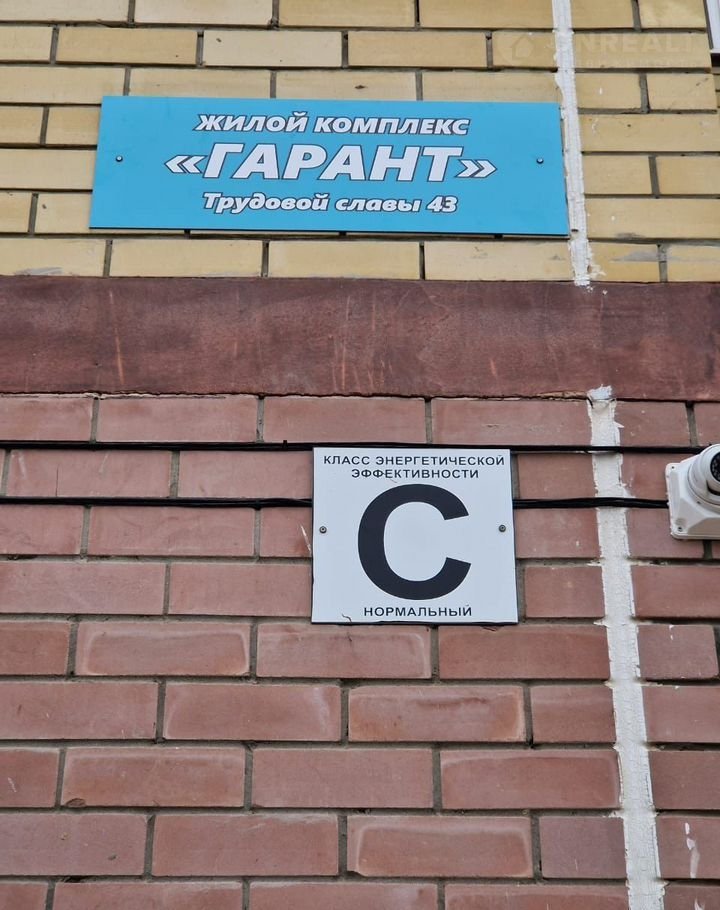 ЖИЛОЙ КОМПЛЕКС
«ГАРАНТ»
Трудовой славы 43
КЛАСС ЭНЕРГЕТИЧЕСКОЙ
ЭФФЕКТИВНОСТИ
С
НОРМАЛЬНЫЙ